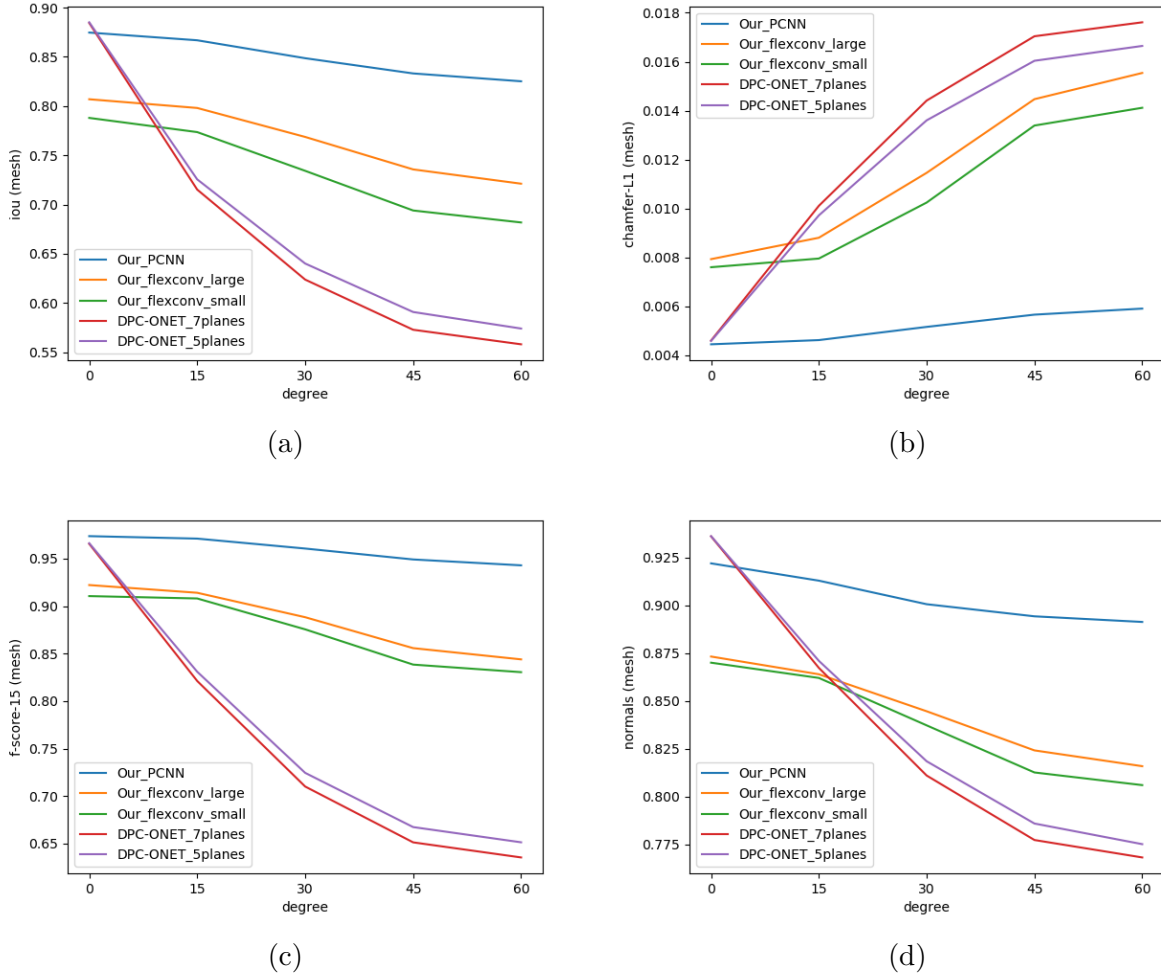 0.90
0.85
0.80
0.75
0.70
0.65
0.60
0.55
iou (mesh)
Our_PCNN
Our_flexconv_large
Our_flexconv_small
DPC-ONET_7planes
DPC-ONET_5planes
0 15 30 45 60
degree
(a)
0.018
0.016
0.014
0.012
0.010
0.008
0.006
0.004
chamfer-L1 (mesh)
Our_PCNN
Our_flexconv_large
Our_flexconv_small
DPC-ONET_7planes
DPC-ONET_5planes
0 15 30 45 60
degree
(b)
0.95
0.90
0.85
0.80
0.75
0.70
0.65
f-score-15 (mesh)
Our_PCNN
Our_flexconv_large
Our_flexconv_small
DPC-ONET_7planes
DPC-ONET_5planes
0 15 30 45 60
degree
(c)
0.925
0.900
0.875
0.850
0.825
0.800
0.775
normals (mesh)
Our_PCNN
Our_flexconv_large
Our_flexconv_small
DPC-ONET_7planes
DPC-ONET_5planes
0 15 30 45 60
degree
(d)